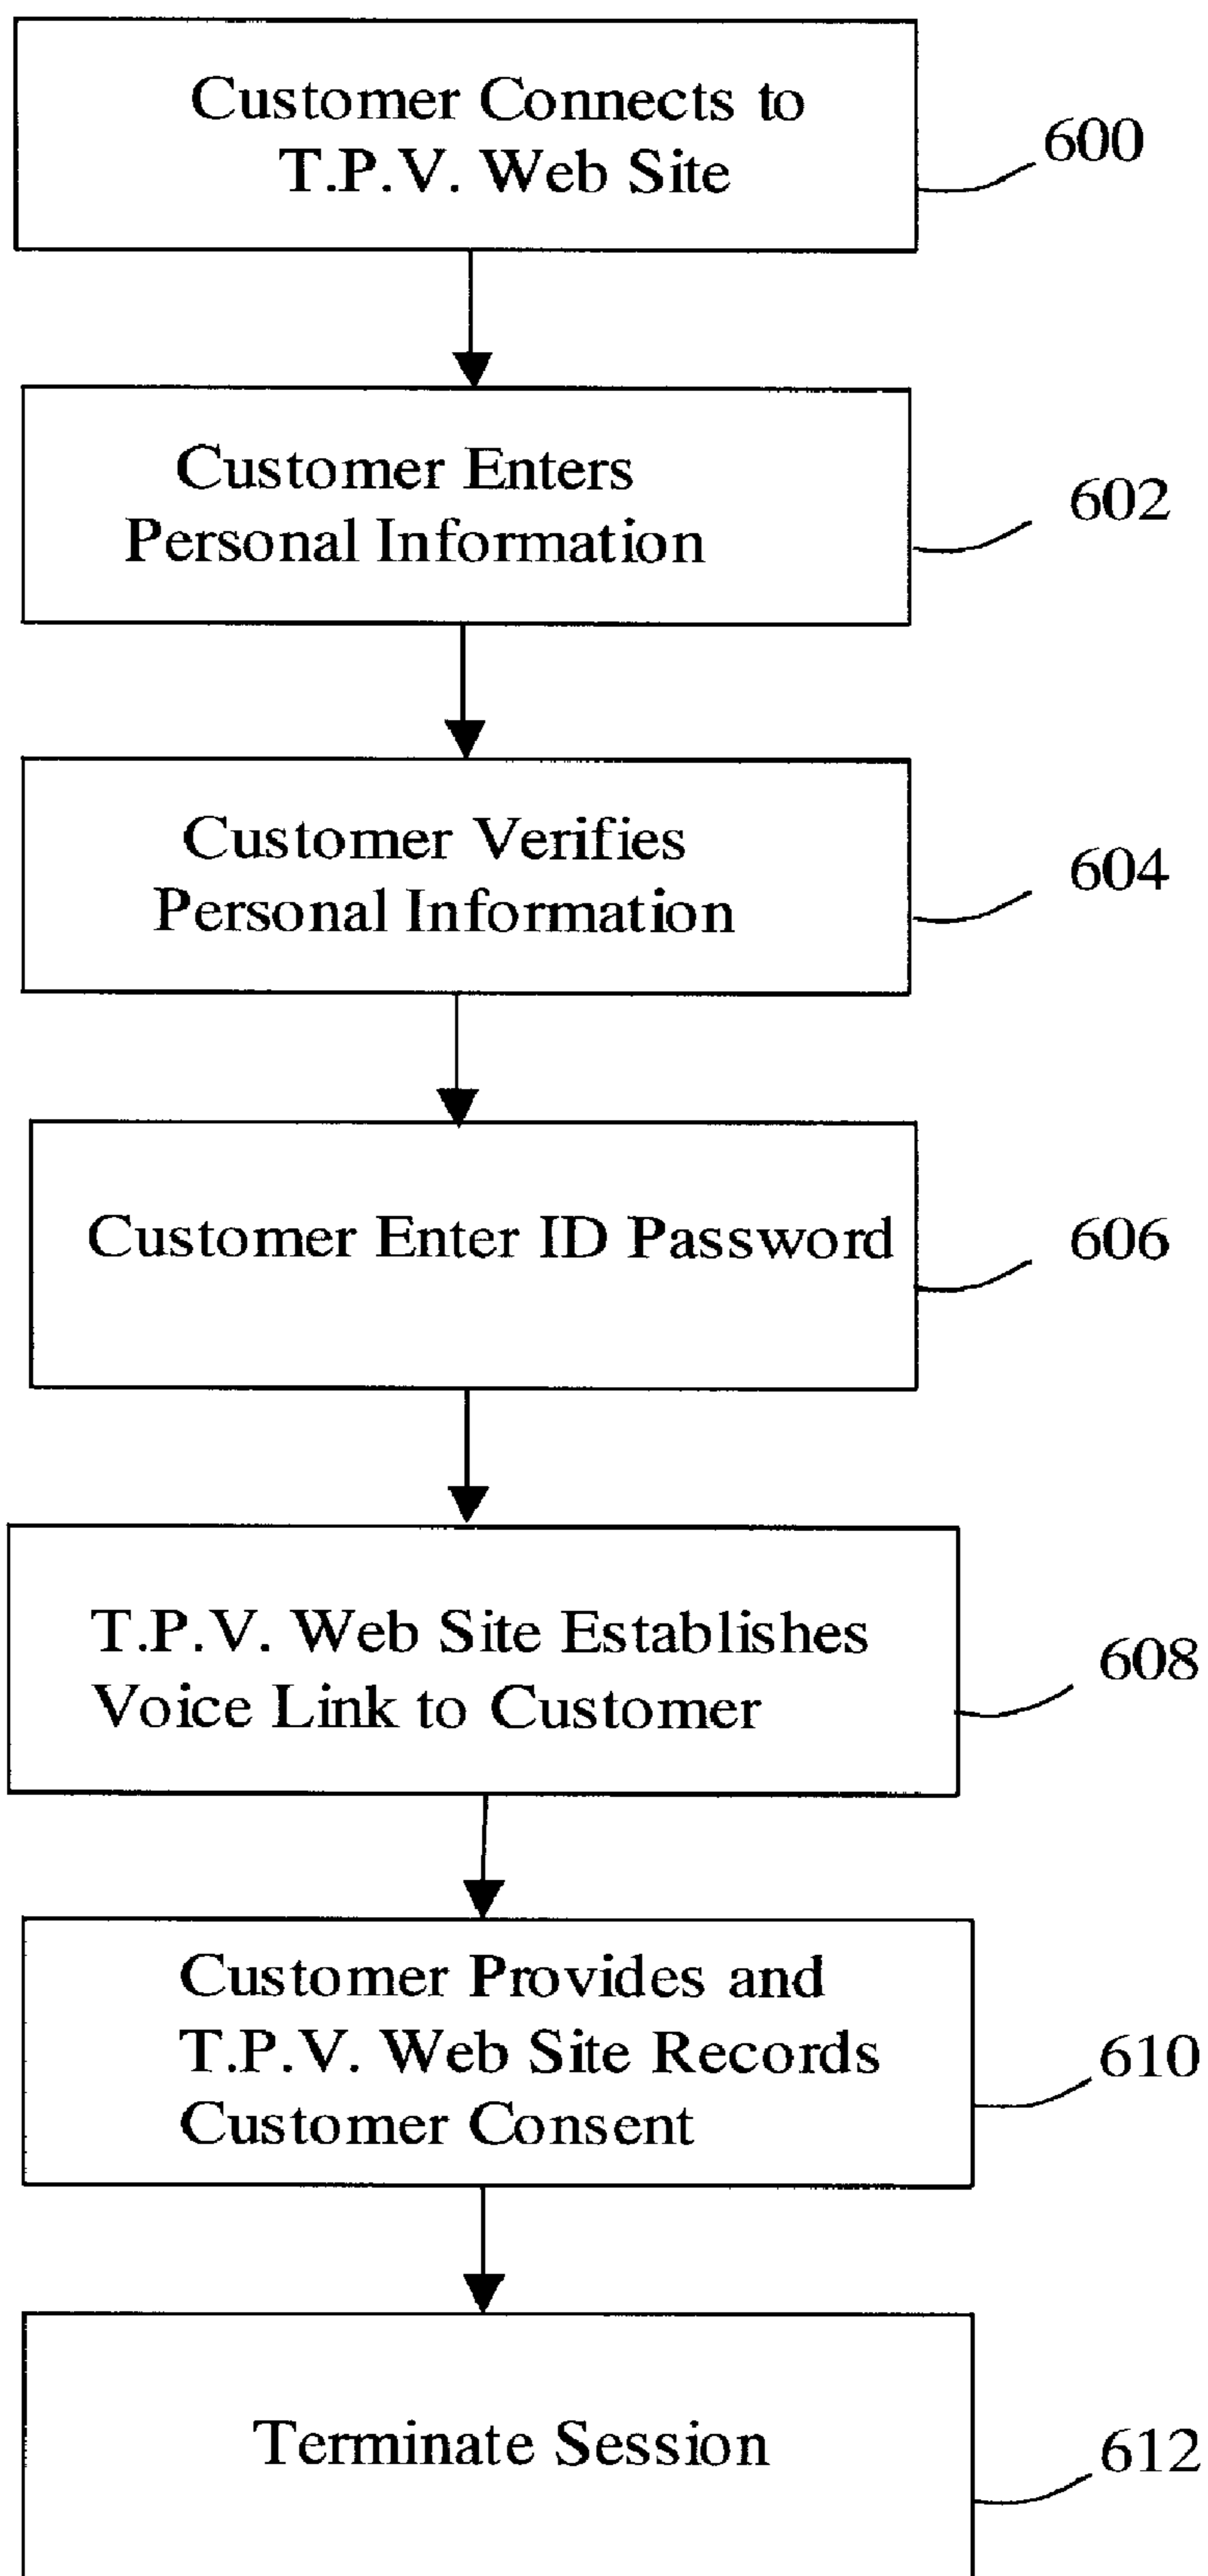 Customer Connects to
T.P.V. Web Site
600
Customer Enters
Personal Information
602
Customer Verifies
Personal Information
604
Customer Enter ID Password
606
T.P.V. Web Site Establishes
Voice Link to Customer
608
Customer Provides and
T.P.V. Web Site Records
Customer Consent
610
Terminate Session
612